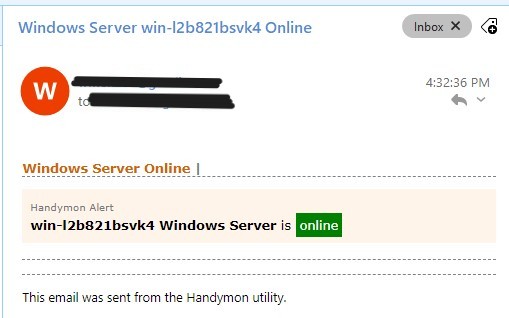 Windows Server win-l2b821bsvk4 Online
Inbox X
W
4:32:36 PM
to
Windows Server Online |
Handymon Alert
win-l2b821bsvk4 Windows Server is online
This email was sent from the Handymon utility.